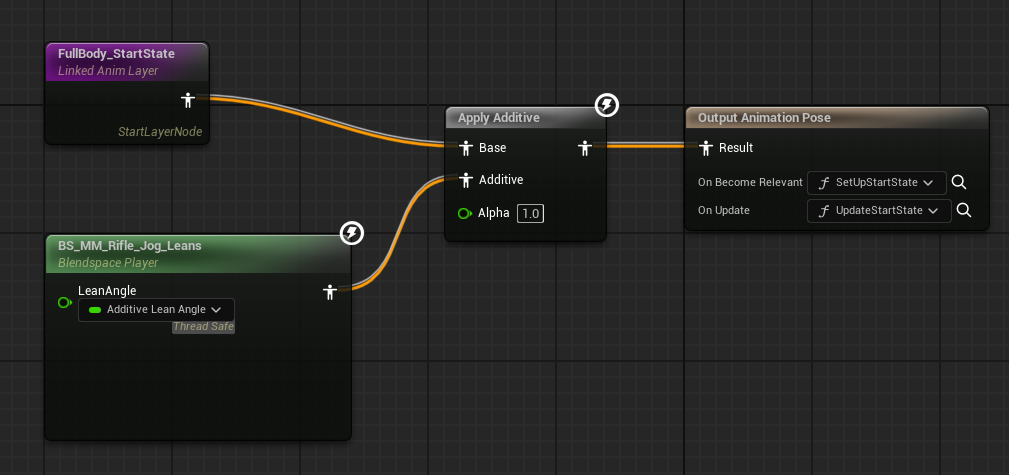 FullBody_StartState
Linked Anim Layer
StartLayerNode
BS_MM_Rifle_Jog_Leans
Blendspace Player
LeanAngle
Additive Lean Angle
Thread Safe
Apply Additive
Base
Additive
Alpha 1.0
Output Animation Pose
Result
On Become Relevant SetUpStartState
On Update UpdateStartState